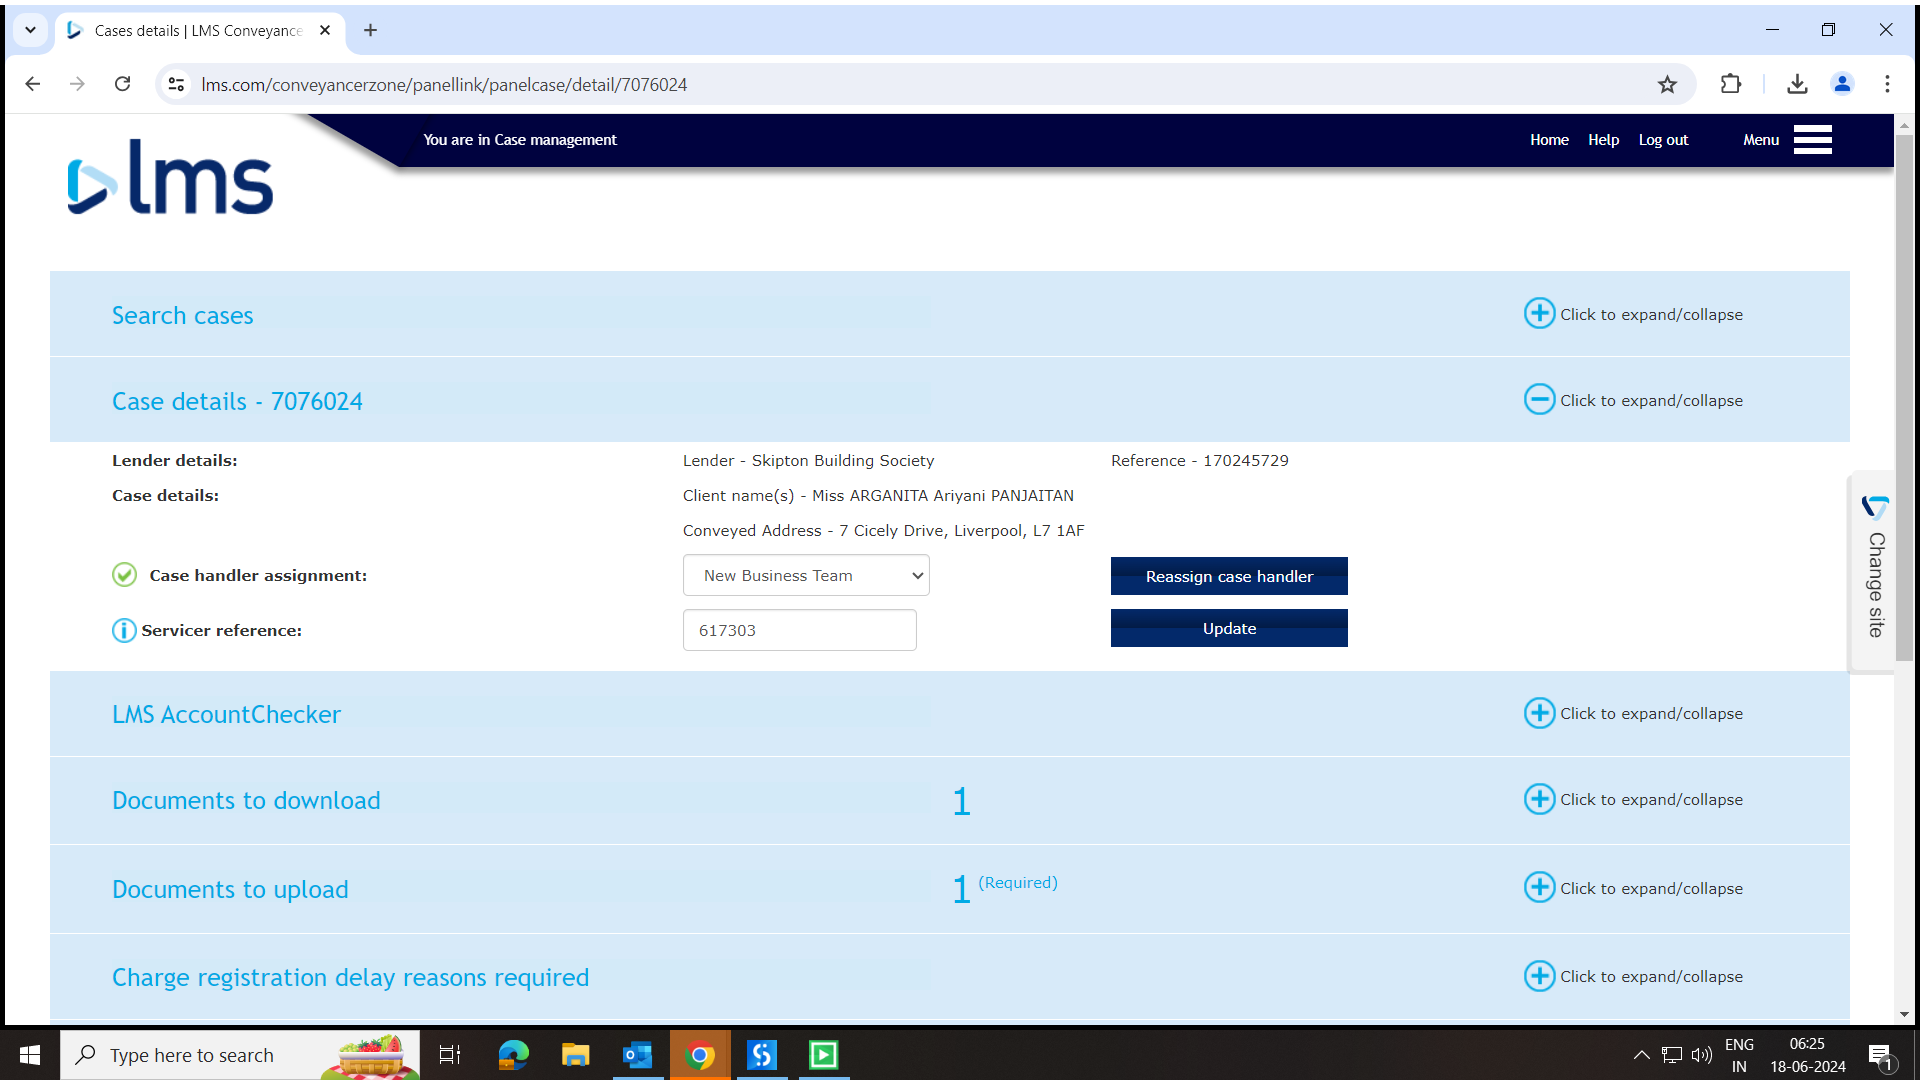 Cases details | LMS Conveyance
lms.com/conveyancerzone/panellink/panelcase/detail/7076024
You are in Case management
Home Help Log out Menu
lms
Search cases
Click to expand/collapse
Case details - 7076024
Click to expand/collapse
Lender details: Lender - Skipton Building Society Reference - 170245729
Case details: Client name(s) - Miss ARGANITA Ariyani PANJAITAN
Conveyed Address - 7 Cicely Drive, Liverpool, L7 1AF
Case handler assignment: New Business Team Reassign case handler
Servicer reference: 617303 Update
Change site
LMS AccountChecker
Click to expand/collapse
Documents to download 1
Click to expand/collapse
Documents to upload 1 (Required)
Click to expand/collapse
Charge registration delay reasons required
Click to expand/collapse
Type here to search
ENG
IN
06:25
18-06-2024
1